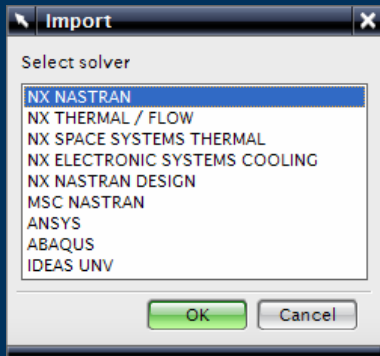 Import
Select solver
NX NASTRAN
NX THERMAL / FLOW
NX SPACE SYSTEMS THERMAL
NX ELECTRONIC SYSTEMS COOLING
NX NASTRAN DESIGN
MSC NASTRAN
ANSYS
ABAQUS
IDEAS UNV
OK Cancel